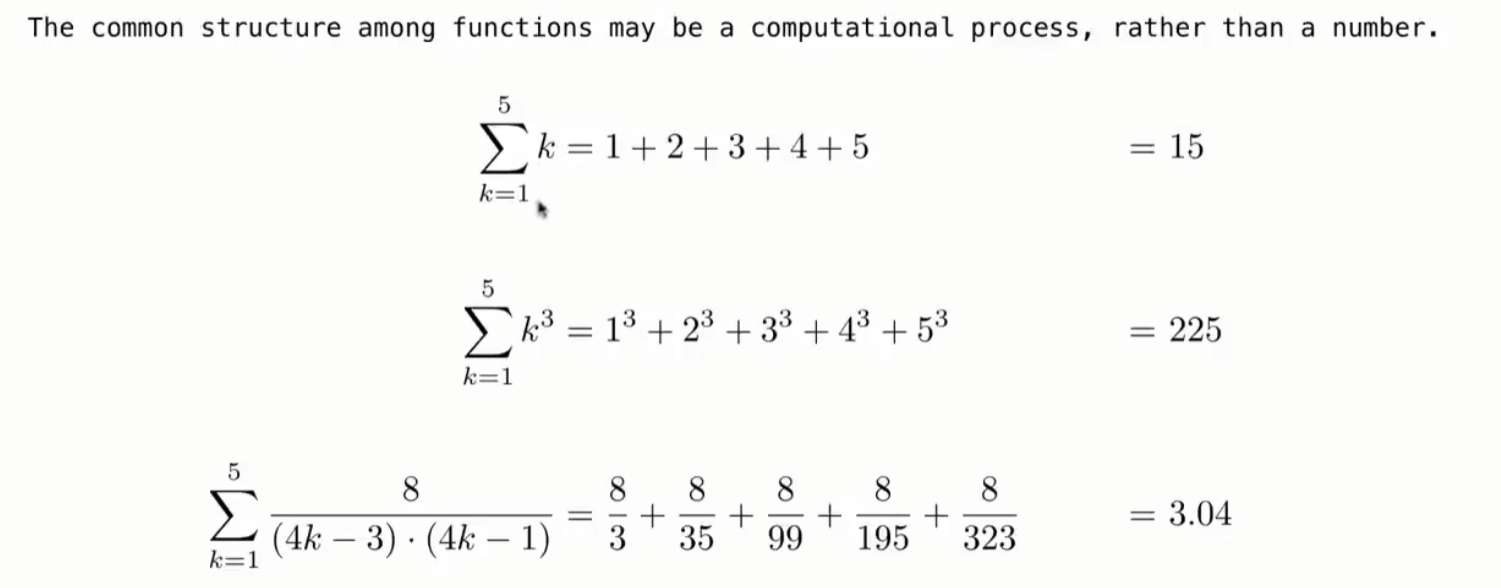 The common structure among functions may be a computational process, rather than a number.
$\sum_{k=1}^{5} k = 1 + 2 + 3 + 4 + 5 = 15$
$\sum_{k=1}^{5} k^3 = 1^3 + 2^3 + 3^3 + 4^3 + 5^3 = 225$
$\sum_{k=1}^{5} \frac{8}{(4k-3) \cdot (4k-1)} = \frac{8}{3} + \frac{8}{35} + \frac{8}{99} + \frac{8}{195} + \frac{8}{323} = 3.04$